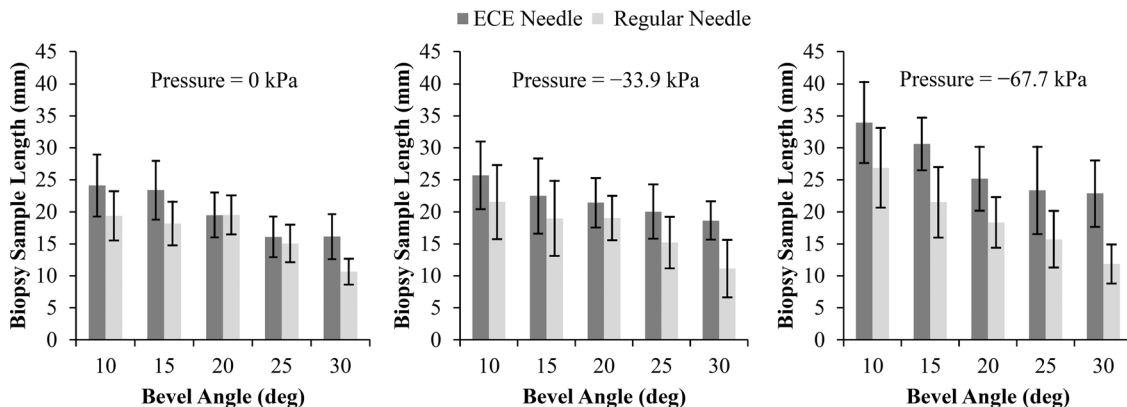 ECE Needle Regular Needle
Biopsy Sample Length (mm)
45
40
35
30
25
20
15
10
5
0
Pressure = 0 kPa
10 15 20 25 30
Bevel Angle (deg)
Biopsy Sample Length (mm)
45
40
35
30
25
20
15
10
5
0
Pressure = −33.9 kPa
10 15 20 25 30
Bevel Angle (deg)
Biopsy Sample Length (mm)
45
40
35
30
25
20
15
10
5
0
Pressure = −67.7 kPa
10 15 20 25 30
Bevel Angle (deg)